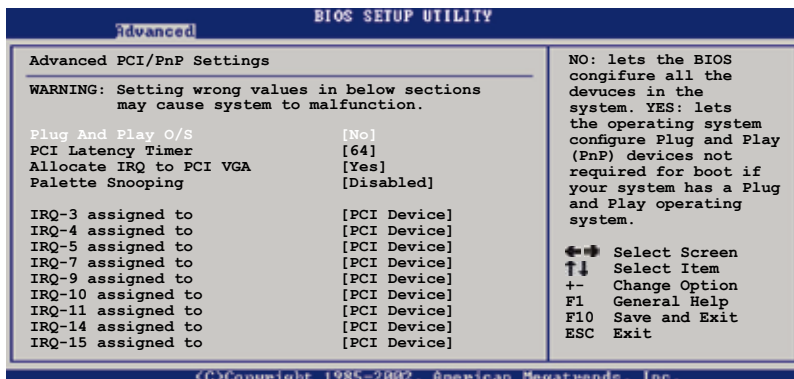 BIOS SETUP UTILITY
Advanced
Advanced PCI/PnP Settings
WARNING: Setting wrong values in below sections
may cause system to malfunction.
Plug And Play O/S [No]
PCI Latency Timer [64]
Allocate IRQ to PCI VGA [Yes]
Palette Snooping [Disabled]
IRQ-3 assigned to [PCI Device]
IRQ-4 assigned to [PCI Device]
IRQ-5 assigned to [PCI Device]
IRQ-7 assigned to [PCI Device]
IRQ-9 assigned to [PCI Device]
IRQ-10 assigned to [PCI Device]
IRQ-11 assigned to [PCI Device]
IRQ-14 assigned to [PCI Device]
IRQ-15 assigned to [PCI Device]
NO: lets the BIOS
congifure all the
devuces in the
system. YES: lets
the operating system
configure Plug and Play
(PnP) devices not
required for boot if
your system has a Plug
and Play operating
system.
←→ Select Screen
↑↓ Select Item
+- Change Option
F1 General Help
F10 Save and Exit
ESC Exit
(C)Copyright 1985-2002, American Megatrends, Inc.